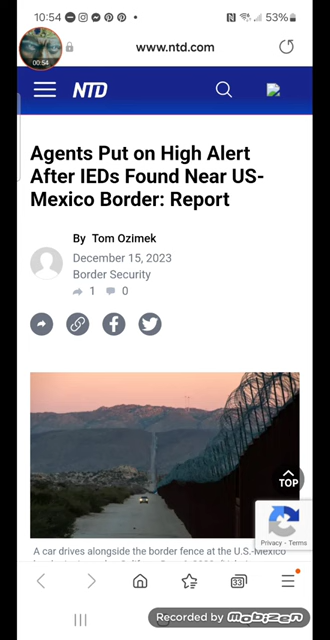 10:54
53%
00:54
www.ntd.com
NTD
Agents Put on High Alert
After IEDs Found Near US-
Mexico Border: Report
By Tom Ozimek
December 15, 2023
Border Security
1 0
TOP
Privacy - Terms
A car drives alongside the border fence at the U.S.-Mexico
33
Recorded by MOBIZEN